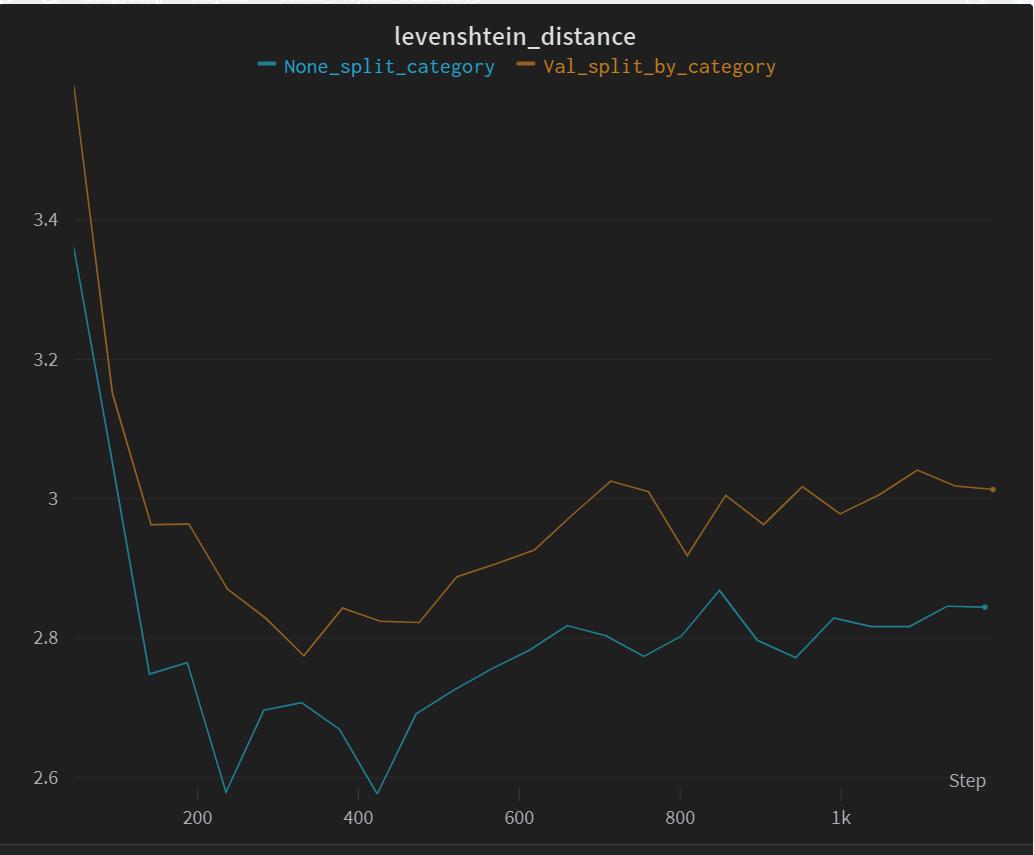 levenshtein_distance
None_split_category Val_split_by_category
3.4
3.2
3
2.8
2.6
Step
200 400 600 800 1k